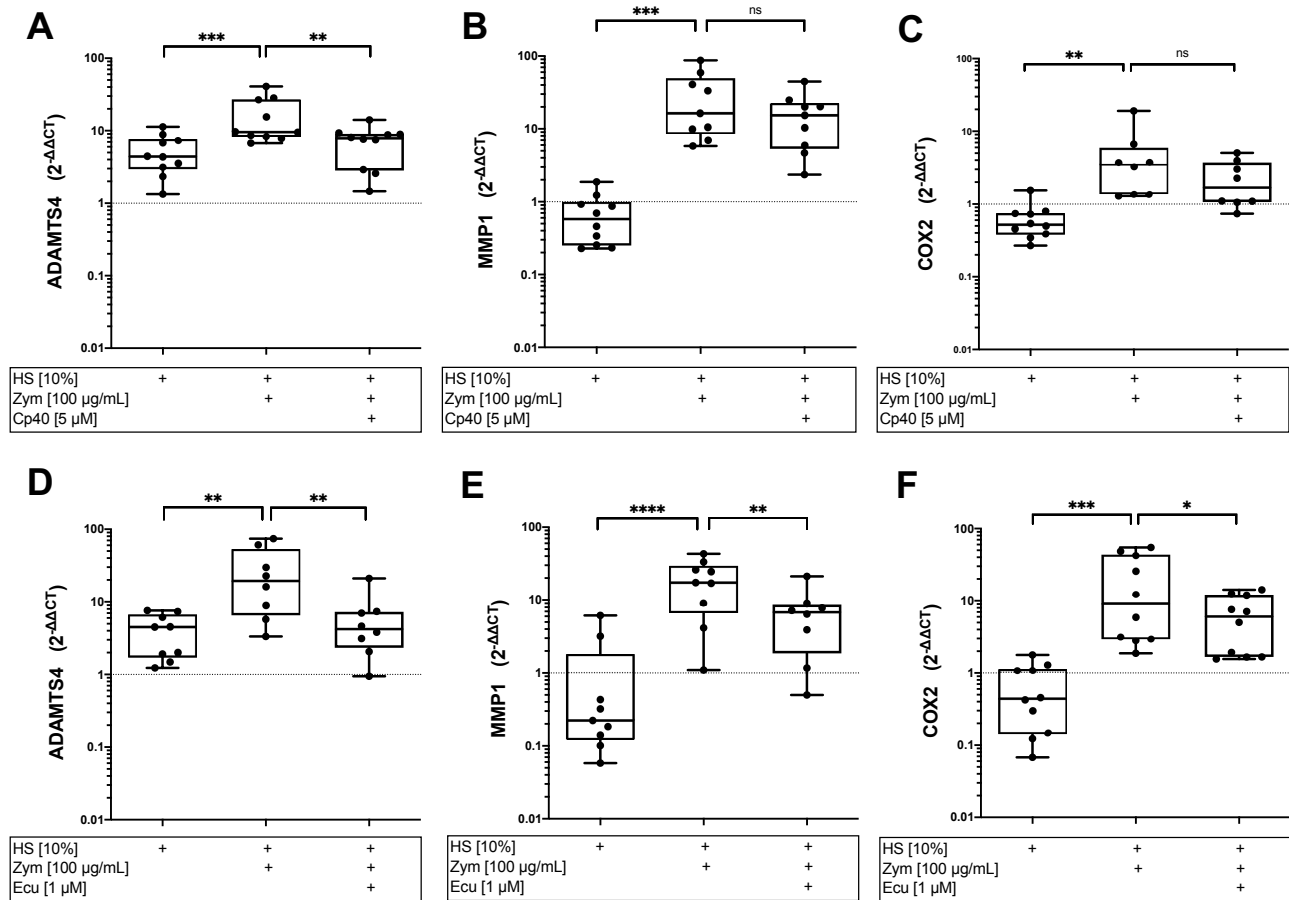 A
*** **
ADAMTS4 (2-ΔΔCT)
100
10
1
0.1
0.01
HS [10%] + + +
Zym [100 µg/mL] + +
Cp40 [5 µM] +
B
*** ns
MMP1 (2-ΔΔCT)
100
10
1
0.1
0.01
HS [10%] + + +
Zym [100 µg/mL] + +
Cp40 [5 µM] +
C
** ns
COX2 (2-ΔΔCT)
100
10
1
0.1
0.01
HS [10%] + + +
Zym [100 µg/mL] + +
Cp40 [5 µM] +
D
** **
ADAMTS4 (2-ΔΔCT)
100
10
1
0.1
0.01
HS [10%] + + +
Zym [100 µg/mL] + +
Ecu [1 µM] +
E
**** **
MMP1 (2-ΔΔCT)
100
10
1
0.1
0.01
HS [10%] + + +
Zym [100 µg/mL] + +
Ecu [1 µM] +
F
*** *
COX2 (2-ΔΔCT)
100
10
1
0.1
0.01
HS [10%] + + +
Zym [100 µg/mL] + +
Ecu [1 µM] +